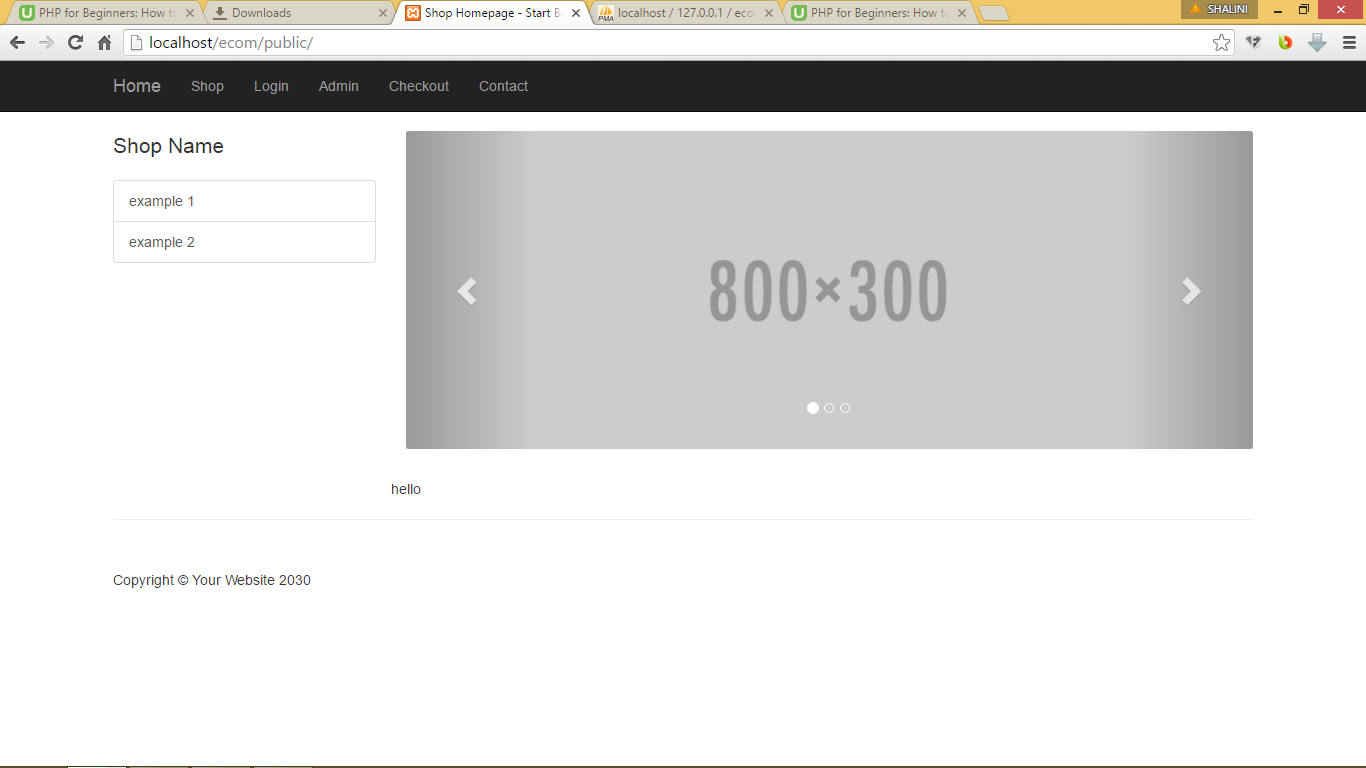 PHP for Beginners: How to
Downloads
Shop Homepage - Start B
localhost / 127.0.0.1 / eco
PHP for Beginners: How to
SHALINI
localhost/ecom/public/
Home Shop Login Admin Checkout Contact
Shop Name
example 1
example 2
800×300
hello
Copyright © Your Website 2030